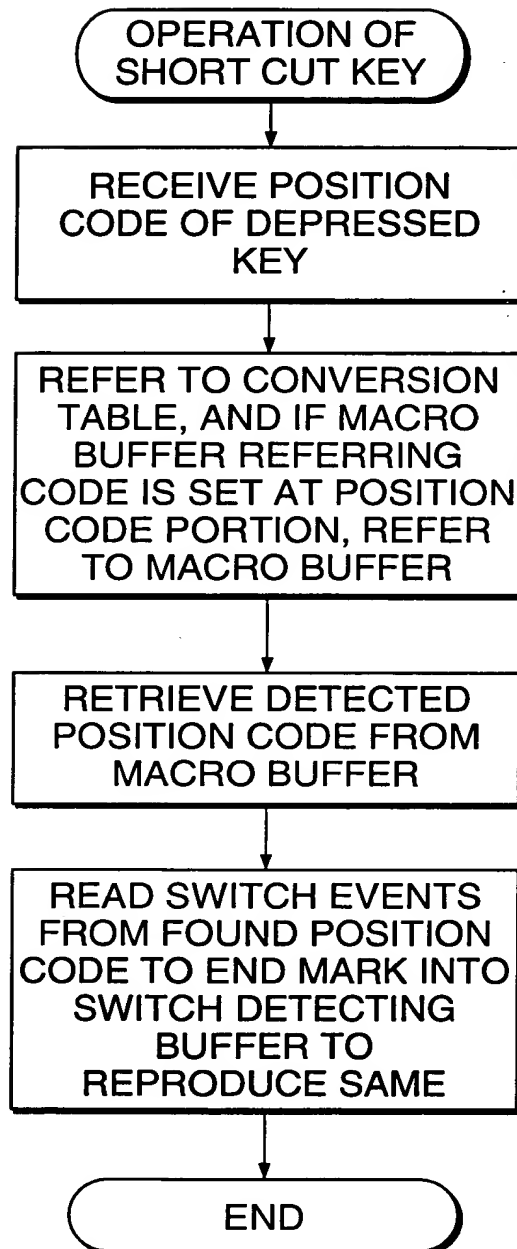 OPERATION OF
SHORT CUT KEY
RECEIVE POSITION
CODE OF DEPRESSED
KEY
REFER TO CONVERSION
TABLE, AND IF MACRO
BUFFER REFERRING
CODE IS SET AT POSITION
CODE PORTION, REFER
TO MACRO BUFFER
RETRIEVE DETECTED
POSITION CODE FROM
MACRO BUFFER
READ SWITCH EVENTS
FROM FOUND POSITION
CODE TO END MARK INTO
SWITCH DETECTING
BUFFER TO
REPRODUCE SAME
END